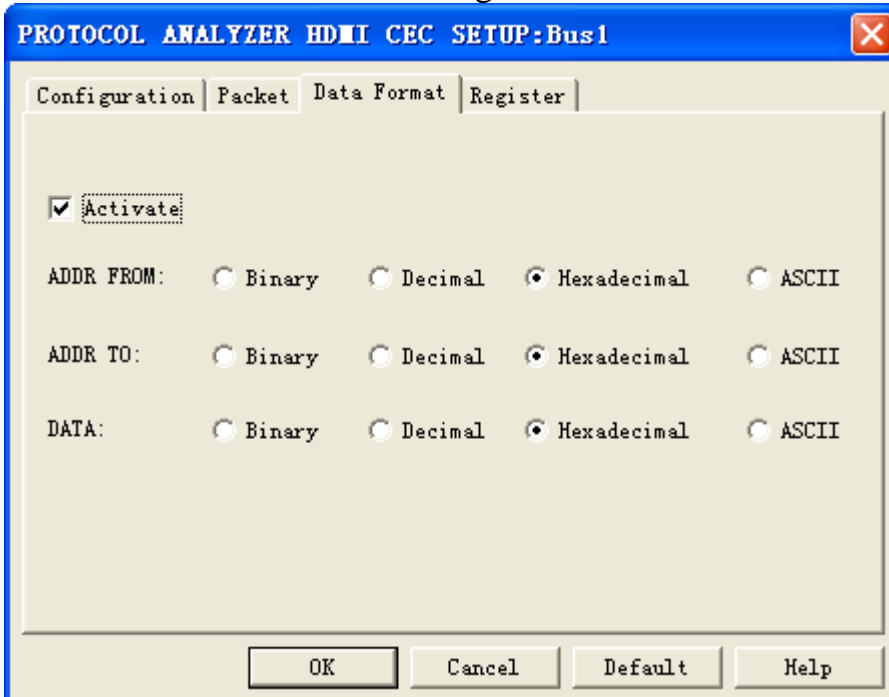 PROTOCOL ANALYZER HDMI CEC SETUP:Bus1
Configuration Packet Data Format Register
Activate
ADDR FROM: Binary Decimal Hexadecimal ASCII
ADDR TO: Binary Decimal Hexadecimal ASCII
DATA: Binary Decimal Hexadecimal ASCII
OK Cancel Default Help